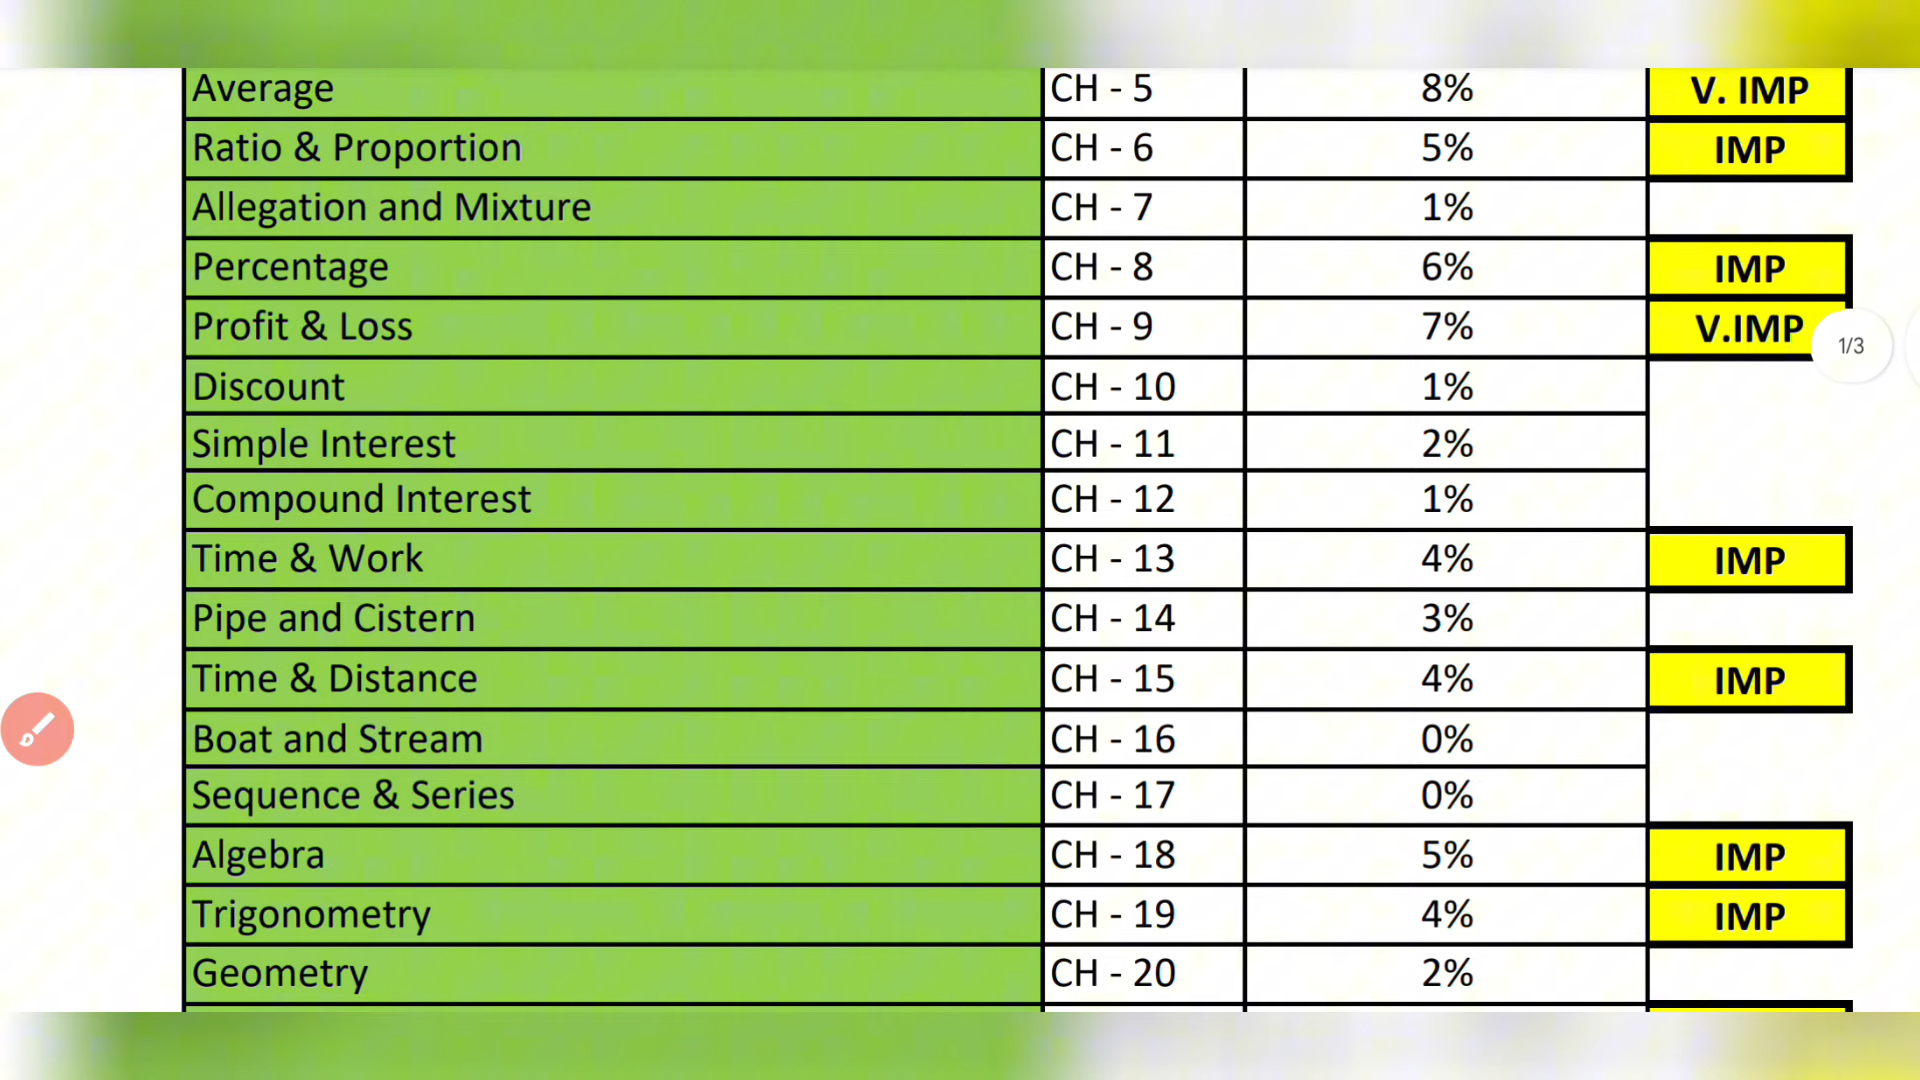 Average CH - 5 8% V. IMP
Ratio & Proportion CH - 6 5% IMP
Allegation and Mixture CH - 7 1%
Percentage CH - 8 6% IMP
Profit & Loss CH - 9 7% V.IMP
1/3
Discount CH - 10 1%
Simple Interest CH - 11 2%
Compound Interest CH - 12 1%
Time & Work CH - 13 4% IMP
Pipe and Cistern CH - 14 3%
Time & Distance CH - 15 4% IMP
Boat and Stream CH - 16 0%
Sequence & Series CH - 17 0%
Algebra CH - 18 5% IMP
Trigonometry CH - 19 4% IMP
Geometry CH - 20 2%